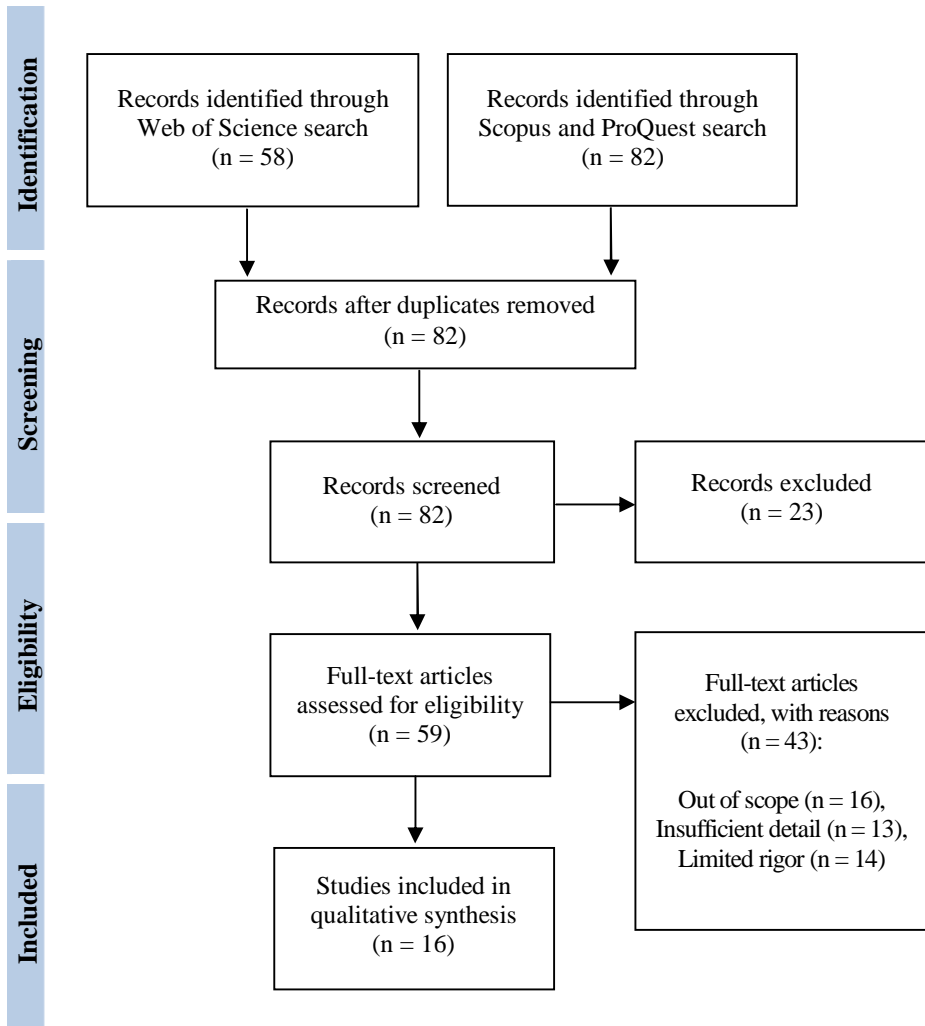 Identification
Records identified through
Web of Science search
(n = 58)
Records identified through
Scopus and ProQuest search
(n = 82)
Screening
Records after duplicates removed
(n = 82)
Records screened
(n = 82)
Records excluded
(n = 23)
Eligibility
Full-text articles
assessed for eligibility
(n = 59)
Full-text articles
excluded, with reasons
(n = 43):
Out of scope (n = 16),
Insufficient detail (n = 13),
Limited rigor (n = 14)
Included
Studies included in
qualitative synthesis
(n = 16)